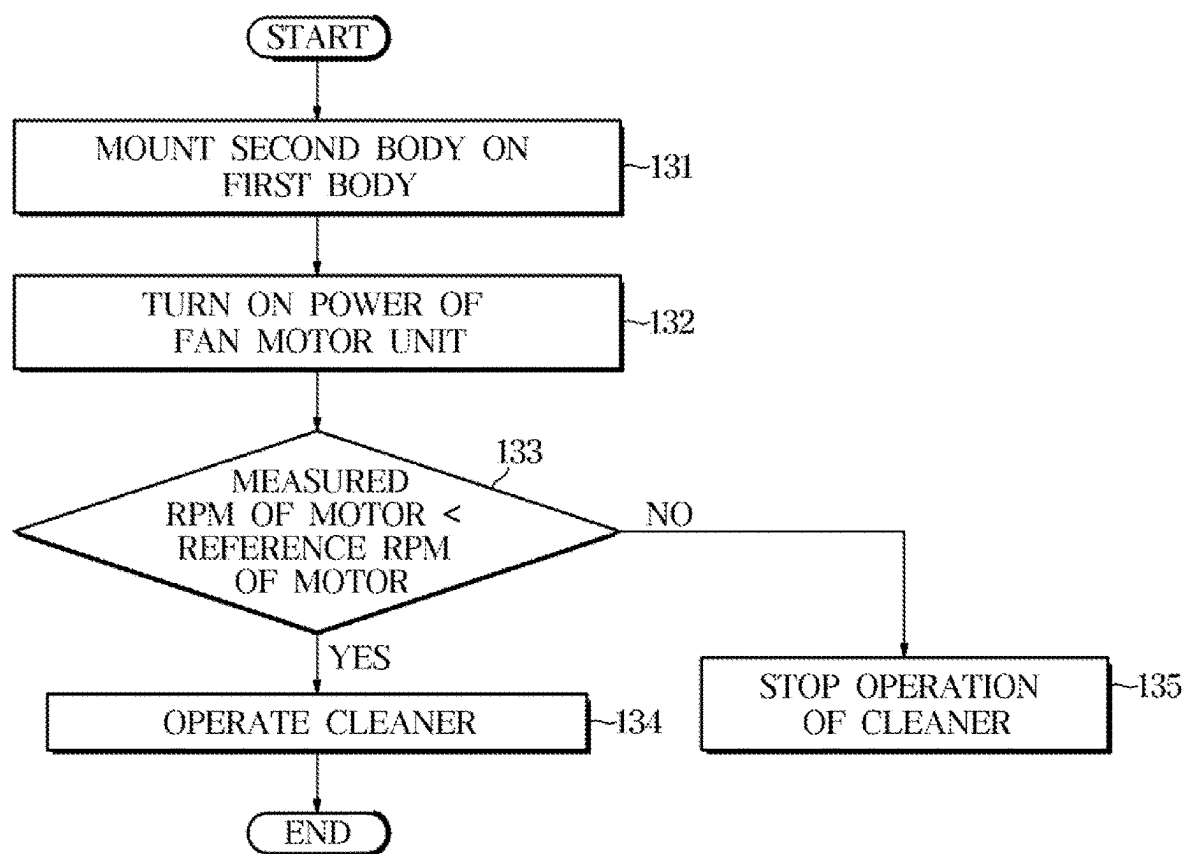 START
MOUNT SECOND BODY ON
FIRST BODY
131
TURN ON POWER OF
FAN MOTOR UNIT
132
133
MEASURED
RPM OF MOTOR <
REFERENCE RPM
OF MOTOR
NO
YES
OPERATE CLEANER
134
STOP OPERATION
OF CLEANER
135
END